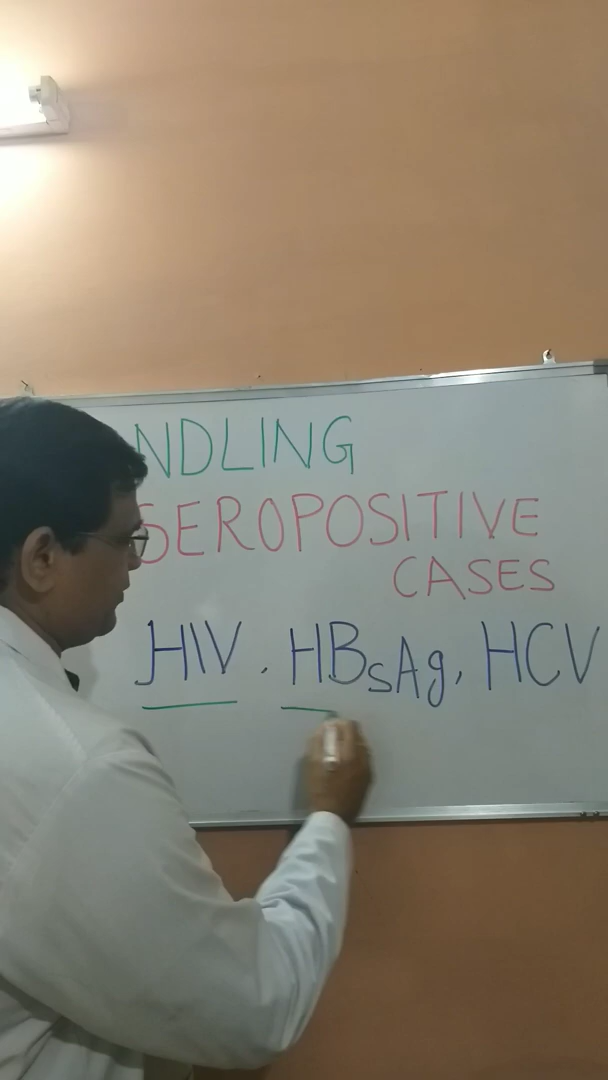 NDLING
SEROPOSITIVE
CASES
HIV, HBsAg, HCV